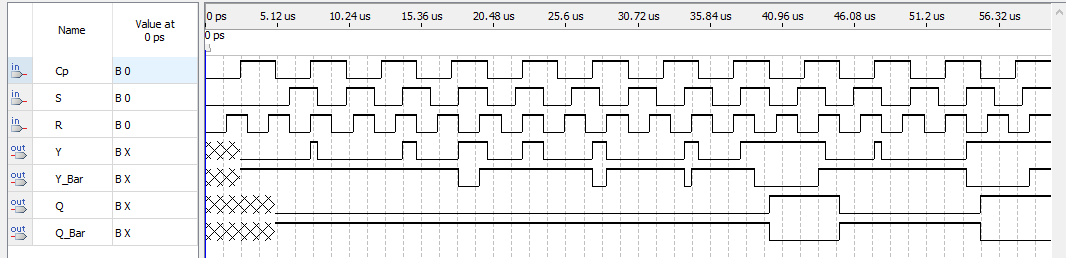 Name
Value at
0 ps
0 ps 5.12 us 10.24 us 15.36 us 20.48 us 25.6 us 30.72 us 35.84 us 40.96 us 46.08 us 51.2 us 56.32 us
0 ps
in Cp B 0
in S B 0
in R B 0
out Y B X
out Y_Bar B X
out Q B X
out Q_Bar B X